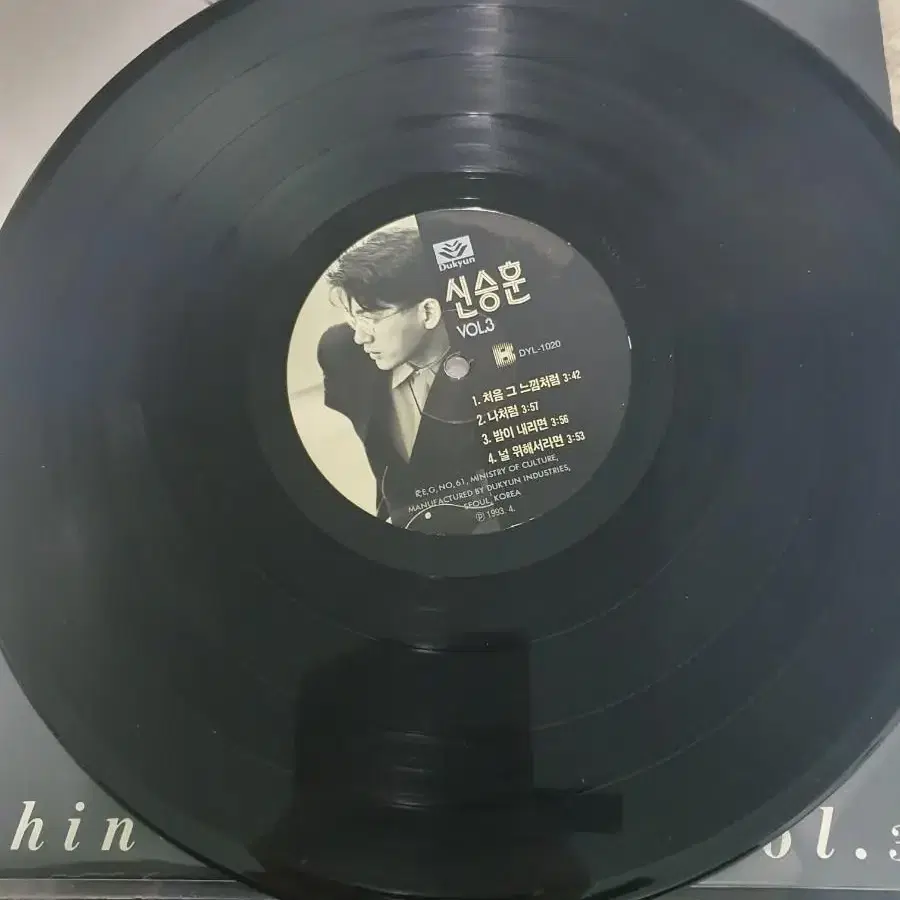 Dukyun
신승훈
VOL.3
B DYL-1020
1. 처음 그 느낌처럼 3:42
2. 나처럼 3:57
3. 밤이 내리면 3:56
4. 널 위해서라면 3:53
R.E.G, NO.61, MINISTRY OF CULTURE,
MANUFACTURED BY DUKYUN INDUSTRIES,
SEOUL, KOREA
℗ 1993. 4.
hin
ol. 3